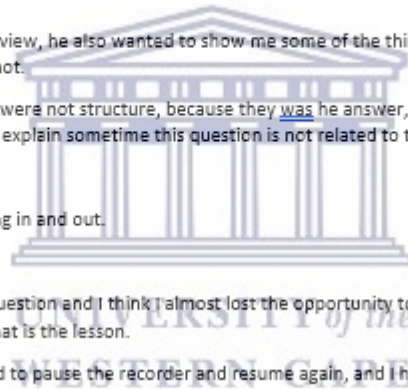 view, he also wanted to show me some of the thi
not.
were not structure, because they was he answer,
explain sometime this question is not related to t
g in and out.
uestion and I think I almost lost the opportunity to
hat is the lesson.
d to pause the recorder and resume again, and I h
UNIVERSITY of the
WESTERN CAPE